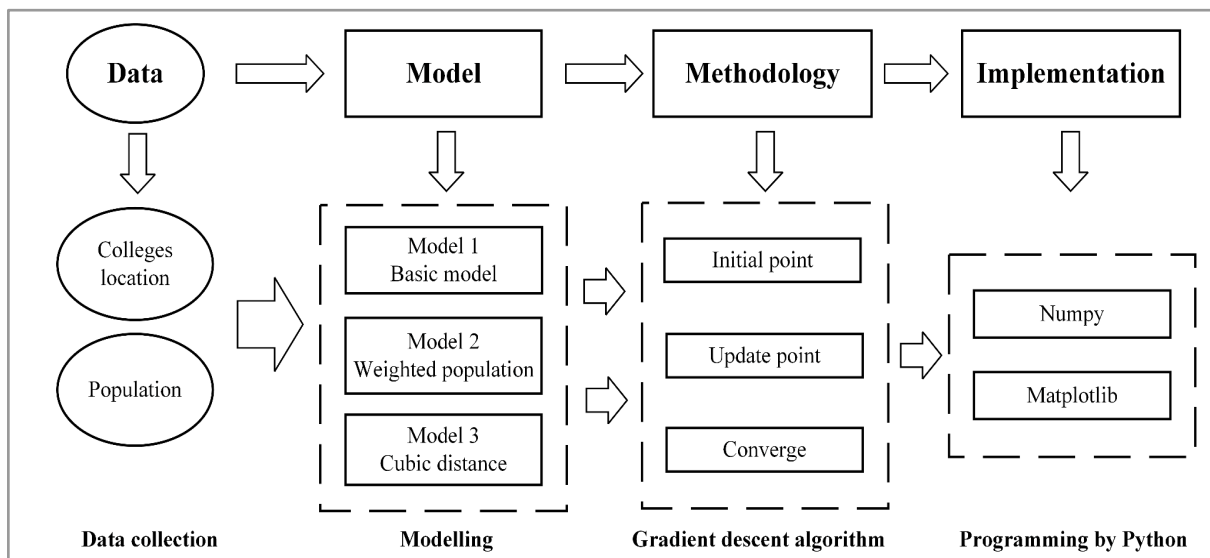 Data
Model
Methodology
Implementation
Colleges
location
Population
Model 1
Basic model
Model 2
Weighted population
Model 3
Cubic distance
Initial point
Update point
Converge
Numpy
Matplotlib
Data collection
Modelling
Gradient descent algorithm
Programming by Python